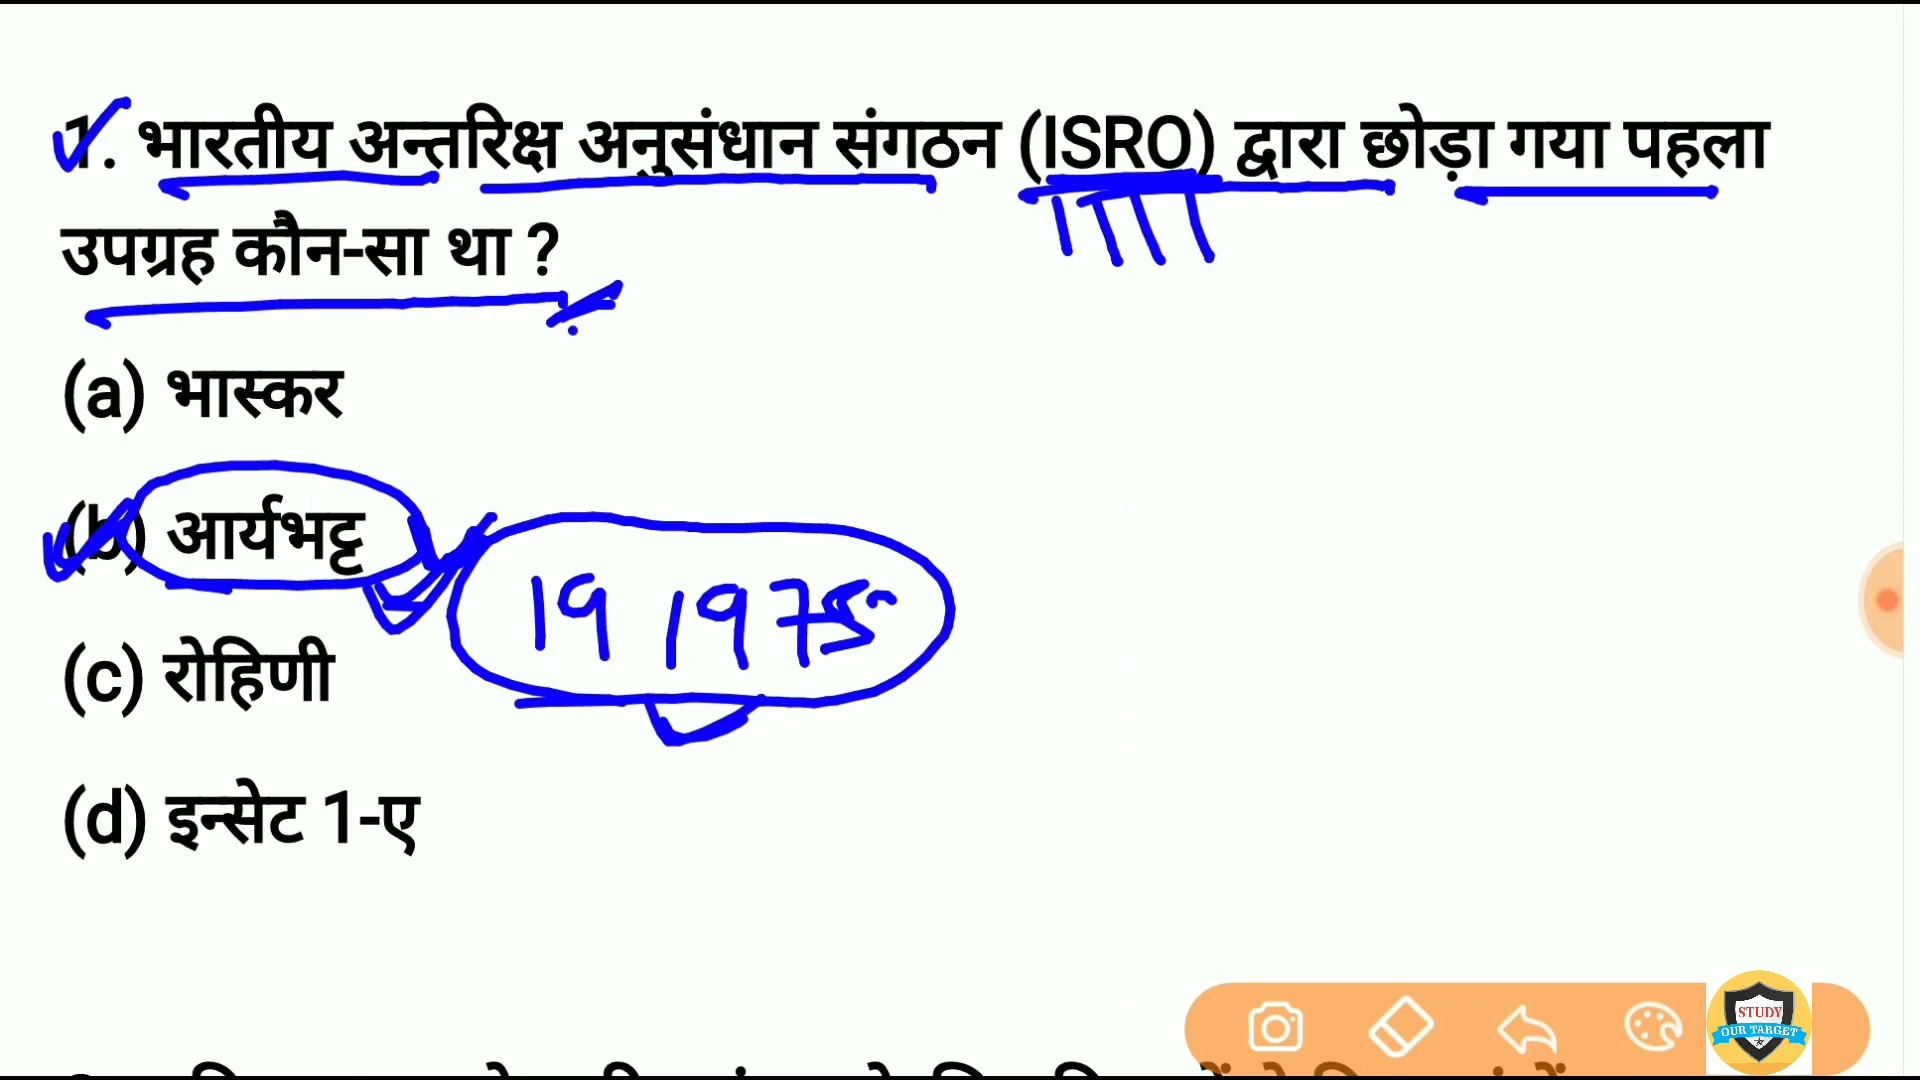 1. भारतीय अन्तरिक्ष अनुसंधान संगठन (ISRO) द्वारा छोड़ा गया पहला
उपग्रह कौन-सा था ?
(a) भास्कर
(b) आर्यभट्ट
19 1975
(c) रोहिणी
(d) इन्सेट 1-ए
STUDY
OUR TARGET